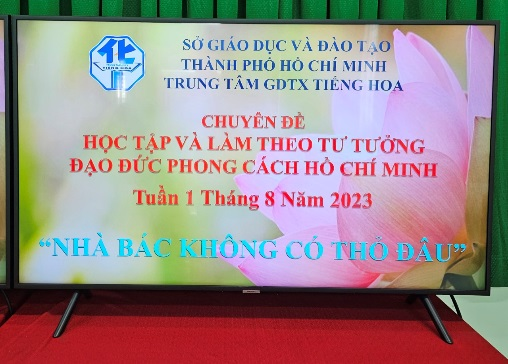 SỞ GIÁO DỤC VÀ ĐÀO TẠO
THÀNH PHỐ HỒ CHÍ MINH
TRUNG TÂM GDTX TIẾNG HOA
CHUYÊN ĐỀ
HỌC TẬP VÀ LÀM THEO TƯ TƯỞNG
ĐẠO ĐỨC PHONG CÁCH HỒ CHÍ MINH
Tuần 1 Tháng 8 Năm 2023
“NHÀ BÁC KHÔNG CÓ THỎ ĐÂU”